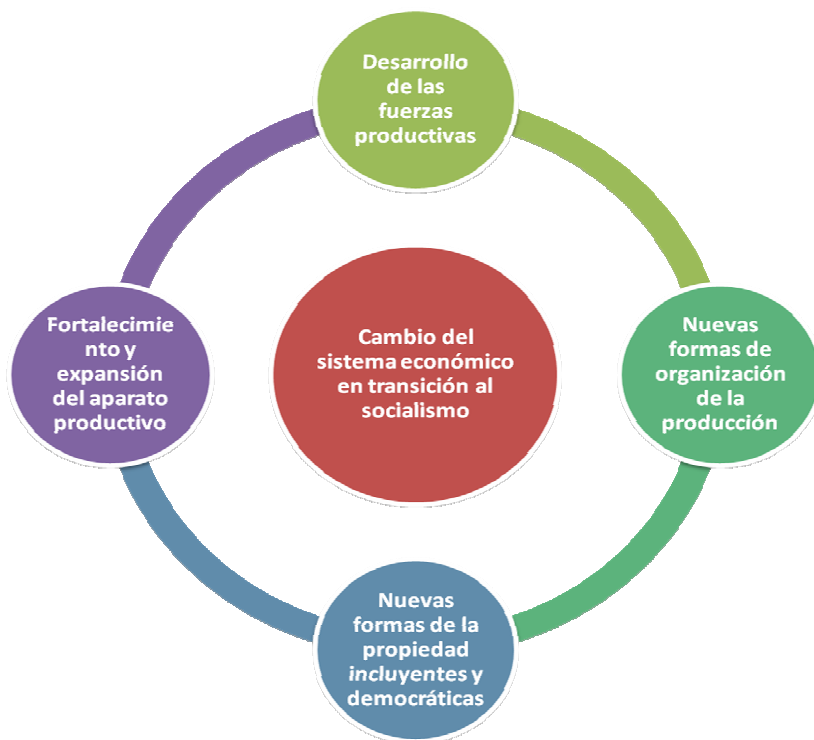 Desarrollo
de las
fuerzas
productivas
Nuevas
formas de
organización
de la
producción
Nuevas
formas de la
propiedad
incluyentes y
democráticas
Fortalecimie
nto y
expansión
del aparato
productivo
Cambio del
sistema económico
en transición al
socialismo